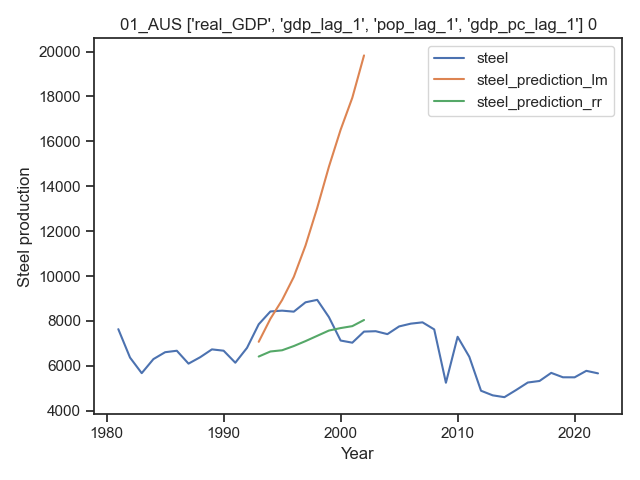 01_AUS ['real_GDP', 'gdp_lag_1', 'pop_lag_1', 'gdp_pc_lag_1'] 0
steel
steel_prediction_lm
steel_prediction_rr
Steel production
20000
18000
16000
14000
12000
10000
8000
6000
4000
1980
1990
2000
2010
2020
Year